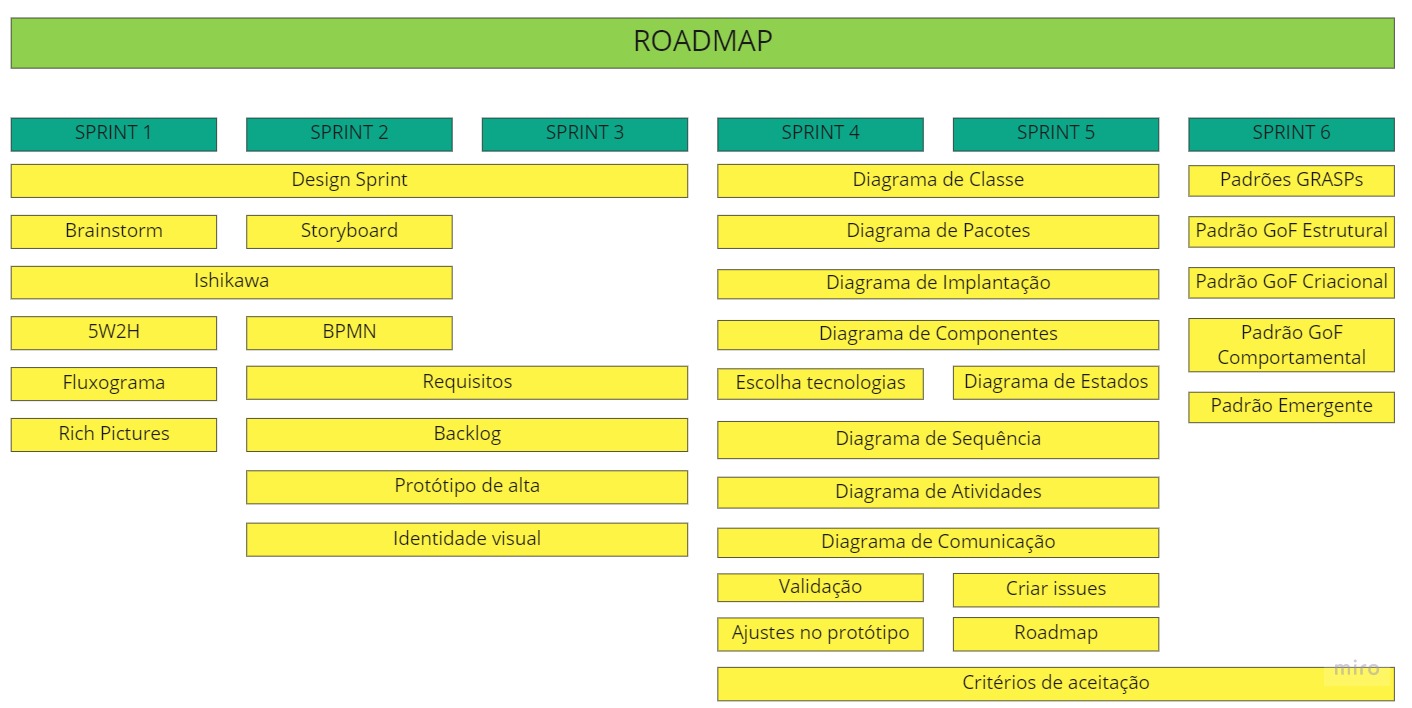 ROADMAP
SPRINT 1
SPRINT 2
SPRINT 3
SPRINT 4
SPRINT 5
SPRINT 6
Design Sprint
Diagrama de Classe
Padrões GRASPs
Brainstorm
Storyboard
Diagrama de Pacotes
Padrão GoF Estrutural
Ishikawa
Diagrama de Implantação
Padrão GoF Criacional
5W2H
BPMN
Diagrama de Componentes
Padrão GoF
Comportamental
Fluxograma
Requisitos
Escolha tecnologias
Diagrama de Estados
Padrão Emergente
Rich Pictures
Backlog
Diagrama de Sequência
Protótipo de alta
Diagrama de Atividades
Identidade visual
Diagrama de Comunicação
Validação
Criar issues
Ajustes no protótipo
Roadmap
Critérios de aceitação
miro